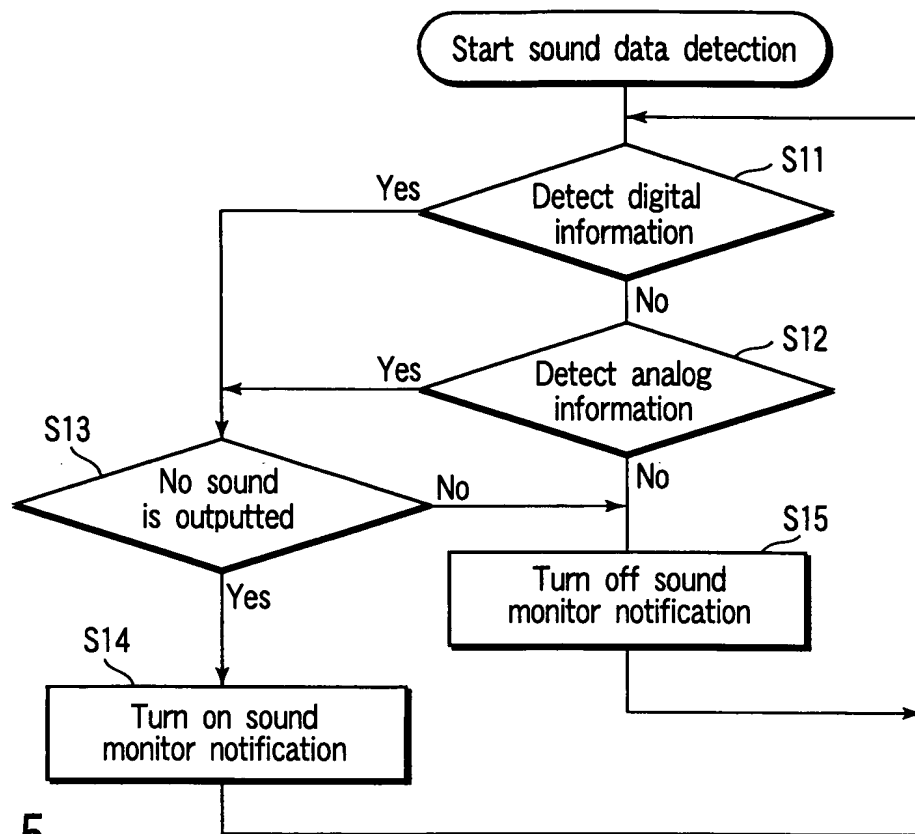 Start sound data detection
S11
Yes
Detect digital
information
No
S12
Yes
Detect analog
information
S13
No
No sound
is outputted
No
S15
Yes
Turn off sound
monitor notification
S14
Turn on sound
monitor notification
5